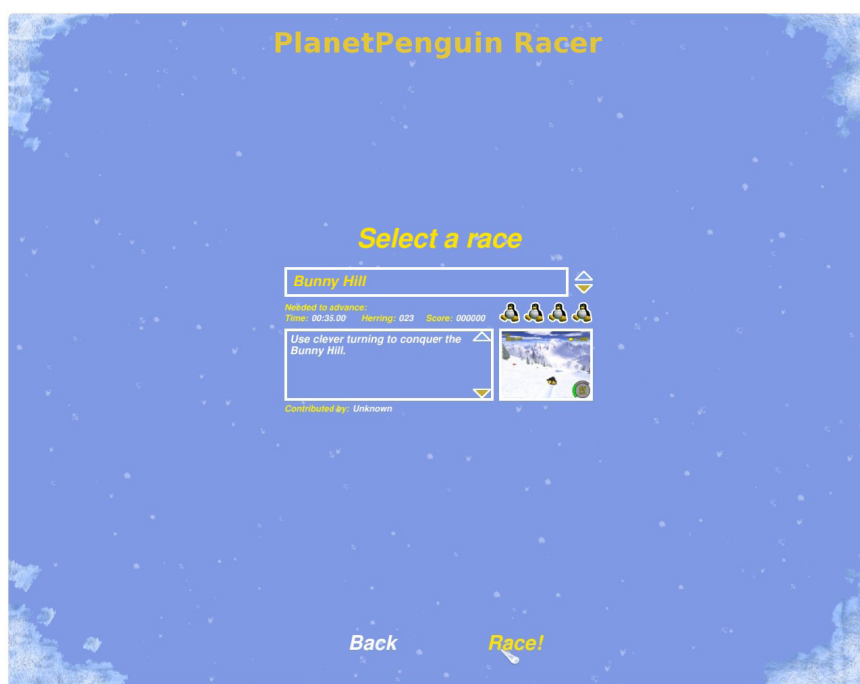 PlanetPenguin Racer
Select a race
Bunny Hill
Needed to advance:
Time: 00:35.00 Herring: 023 Score: 000000
Use clever turning to conquer the
Bunny Hill.
Contributed by: Unknown
Back Race!